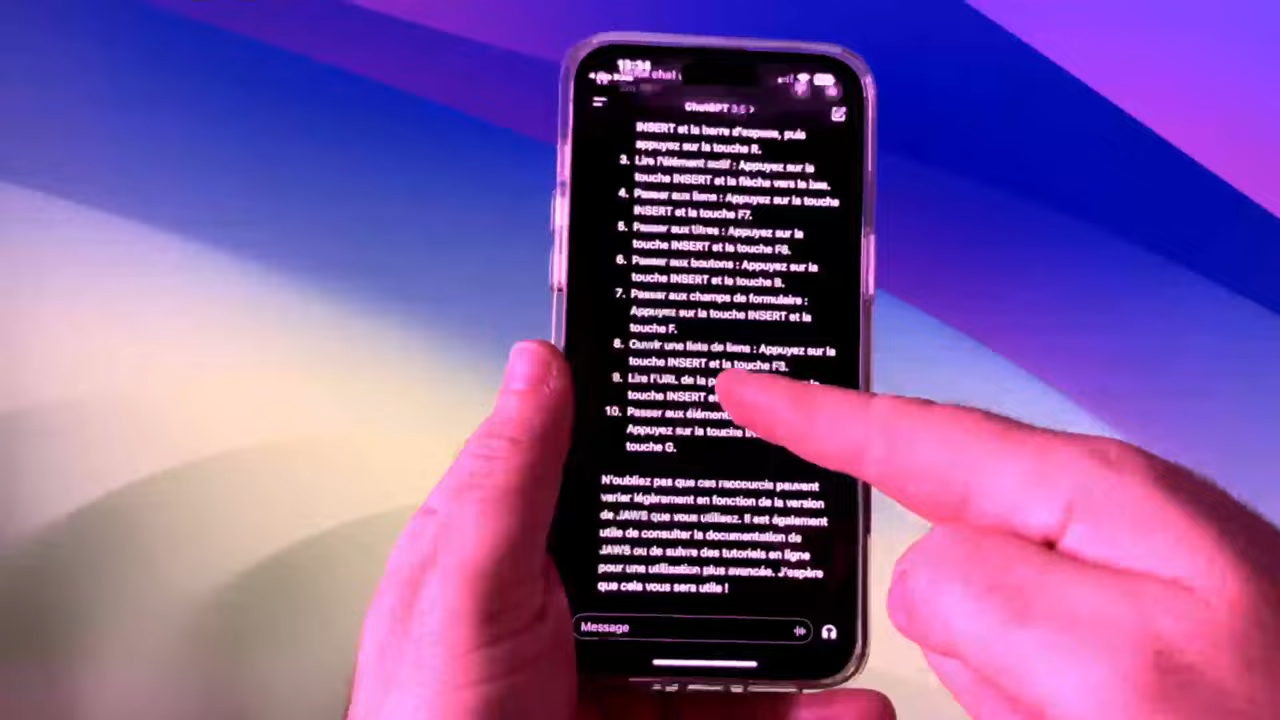 13:34
ChatGPT 3.5 >
INSERT et la barre d'espace, puis
appuyez sur la touche R.
3. Lire l'élément actif : Appuyez sur la
touche INSERT et la flèche vers le bas.
4. Passer aux liens : Appuyez sur la touche
INSERT et la touche F7.
5. Passer aux titres : Appuyez sur la
touche INSERT et la touche F6.
6. Passer aux boutons : Appuyez sur la
touche INSERT et la touche B.
7. Passer aux champs de formulaire :
Appuyez sur la touche INSERT et la
touche F.
8. Ouvrir une liste de liens : Appuyez sur la
touche INSERT et la touche F3.
9. Lire l'URL de la
touche INSERT
10. Passer aux
Appuyez sur la touche
touche G.
N'oubliez pas que ces raccourcis peuvent
varier légèrement en fonction de la version
de JAWS que vous utilisez. Il est également
utile de consulter la documentation de
JAWS ou de suivre des tutoriels en ligne
pour une utilisation plus avancée. J'espère
que cela vous sera utile !
Message